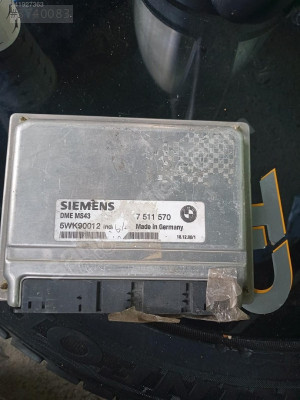 SIEMENS
DME MS43 7 511 570
5WK90012 Made in Germany